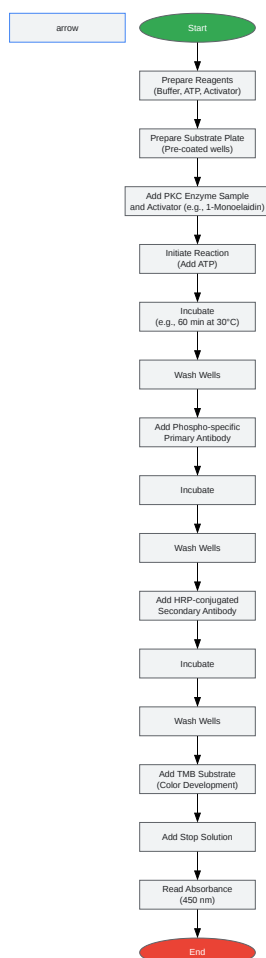 arrow
Start
Prepare Reagents
(Buffer, ATP, Activator)
Prepare Substrate Plate
(Pre-coated wells)
Add PKC Enzyme Sample
and Activator (e.g., 1-Monoelaidin)
Initiate Reaction
(Add ATP)
Incubate
(e.g., 60 min at 30°C)
Wash Wells
Add Phospho-specific
Primary Antibody
Incubate
Wash Wells
Add HRP-conjugated
Secondary Antibody
Incubate
Wash Wells
Add TMB Substrate
(Color Development)
Add Stop Solution
Read Absorbance
(450 nm)
End